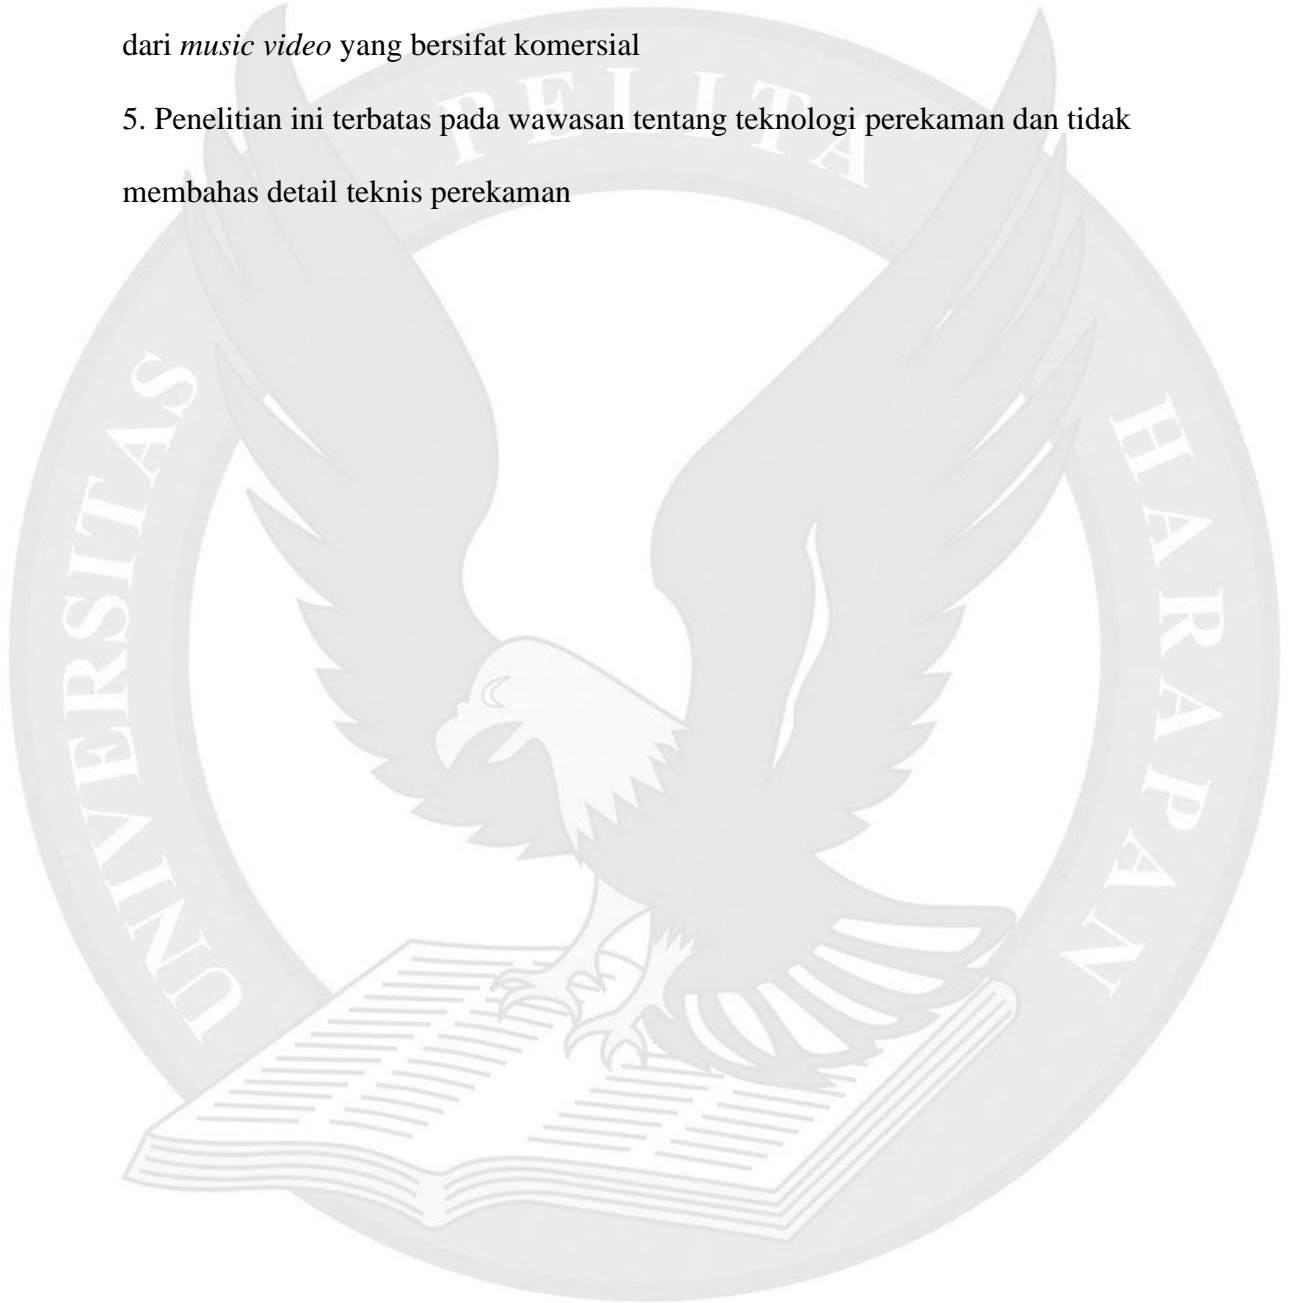 dari music video yang bersifat komersial
5. Penelitian ini terbatas pada wawasan tentang teknologi perekaman dan tidak
membahas detail teknis perekaman
UNIVERSITAS PELITA HARAPAN